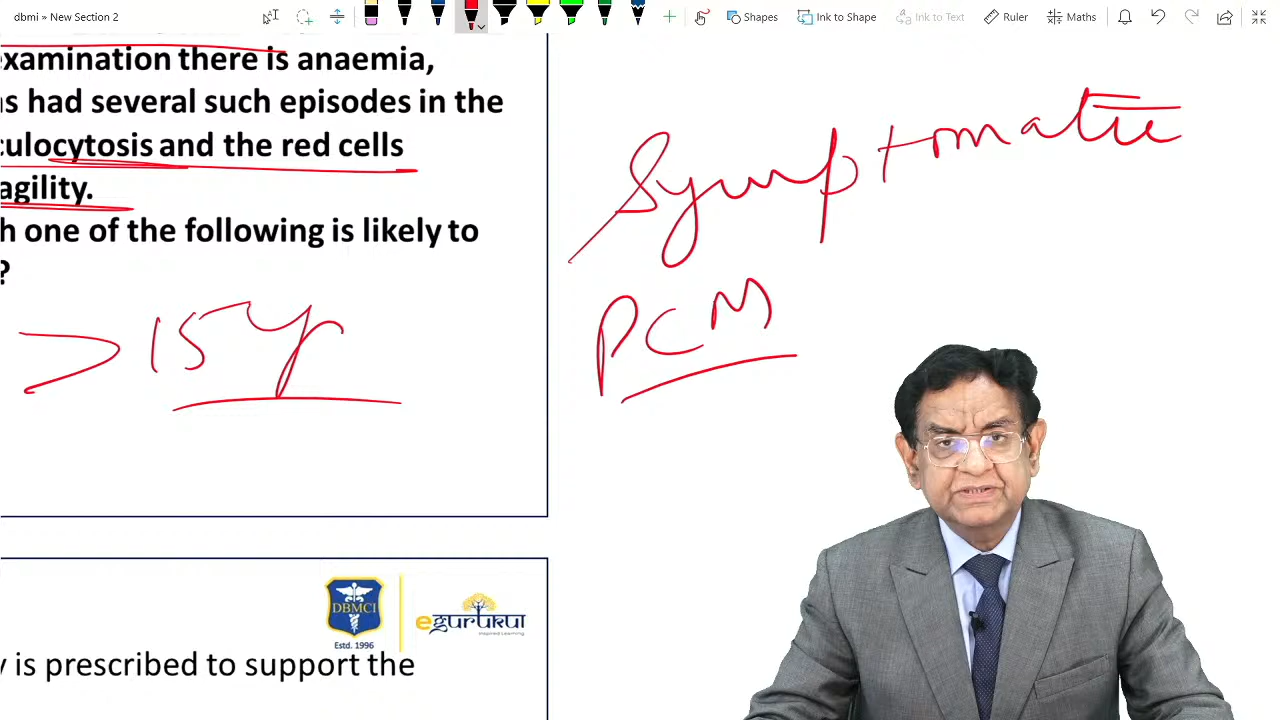 dbmi » New Section 2
Shapes
Ink to Shape
Ink to Text
Ruler
Maths
xamination there is anaemia,
as had several such episodes in the
culocytosis and the red cells
agility.
h one of the following is likely to
?
> 15 y
Symptomatic
PCM
DBMCI
Estd. 1996
egurukul
Inspired Learning
y is prescribed to support the